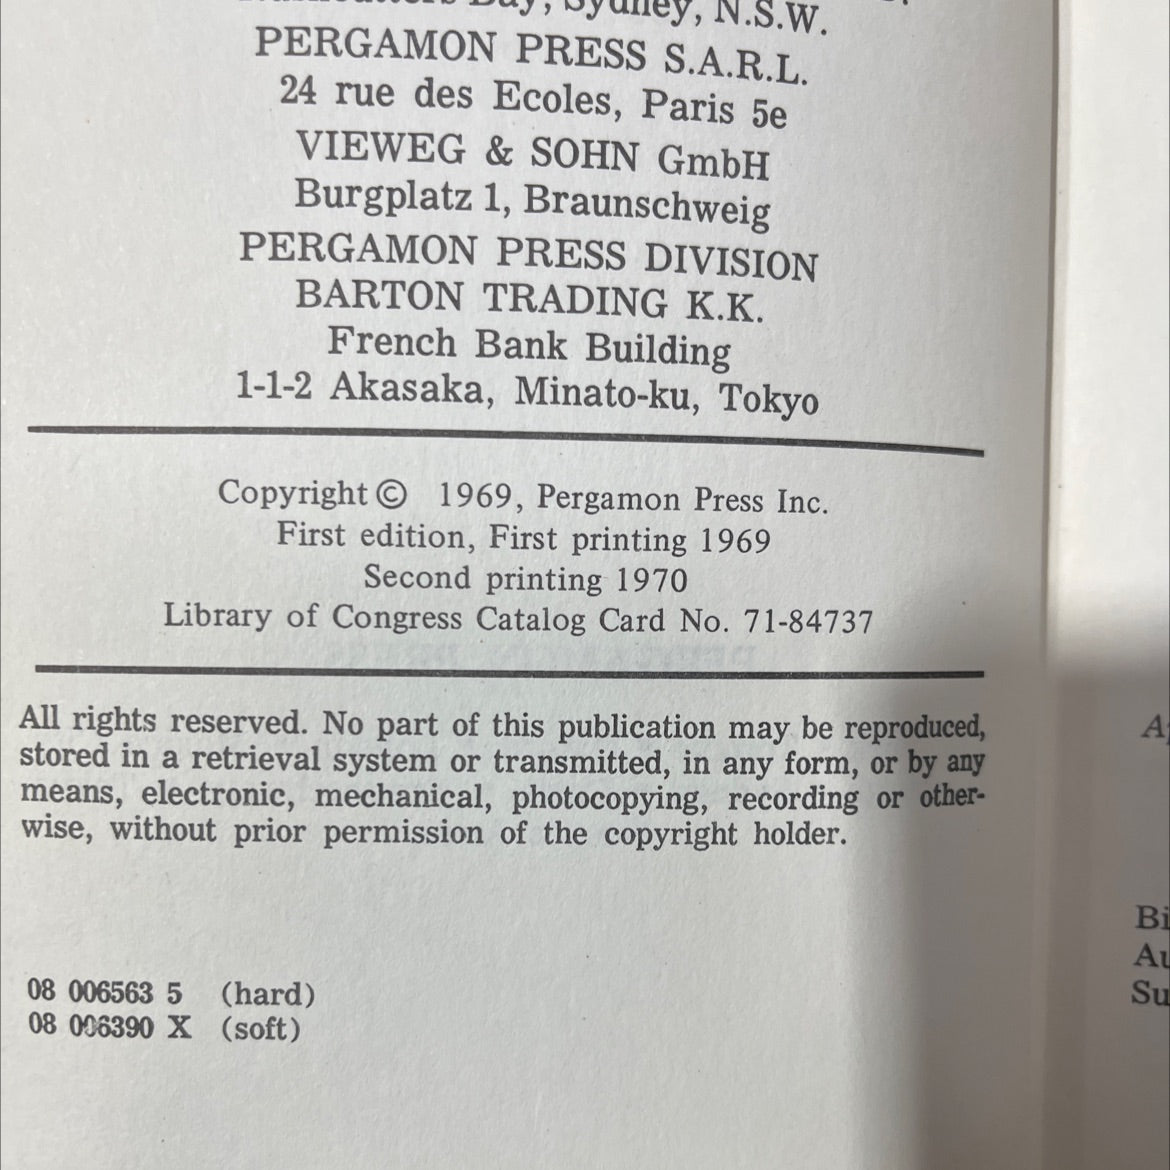 Bay, Sydney, N.S.W.
PERGAMON PRESS S.A.R.L.
24 rue des Ecoles, Paris 5e
VIEWEG & SOHN GmbH
Burgplatz 1, Braunschweig
PERGAMON PRESS DIVISION
BARTON TRADING K.K.
French Bank Building
1-1-2 Akasaka, Minato-ku, Tokyo
Copyright © 1969, Pergamon Press Inc.
First edition, First printing 1969
Second printing 1970
Library of Congress Catalog Card No. 71-84737
All rights reserved. No part of this publication may be reproduced,
stored in a retrieval system or transmitted, in any form, or by any
means, electronic, mechanical, photocopying, recording or other-
wise, without prior permission of the copyright holder.
08 006563 5 (hard)
08 006390 X (soft)
Bi
Au
Su